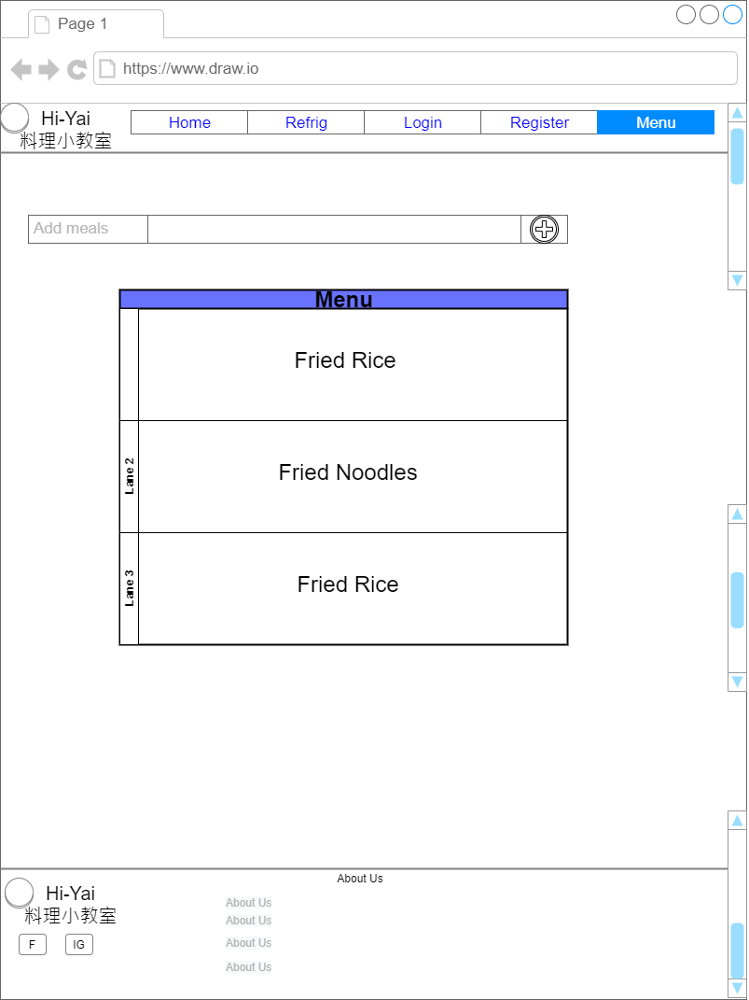 Page 1
https://www.draw.io
Hi-Yai
料理小教室
Home
Refrig
Login
Register
Menu
Add meals
Menu
Fried Rice
Lane 2
Fried Noodles
Lane 3
Fried Rice
About Us
Hi-Yai
料理小教室
F
IG
About Us
About Us
About Us
About Us